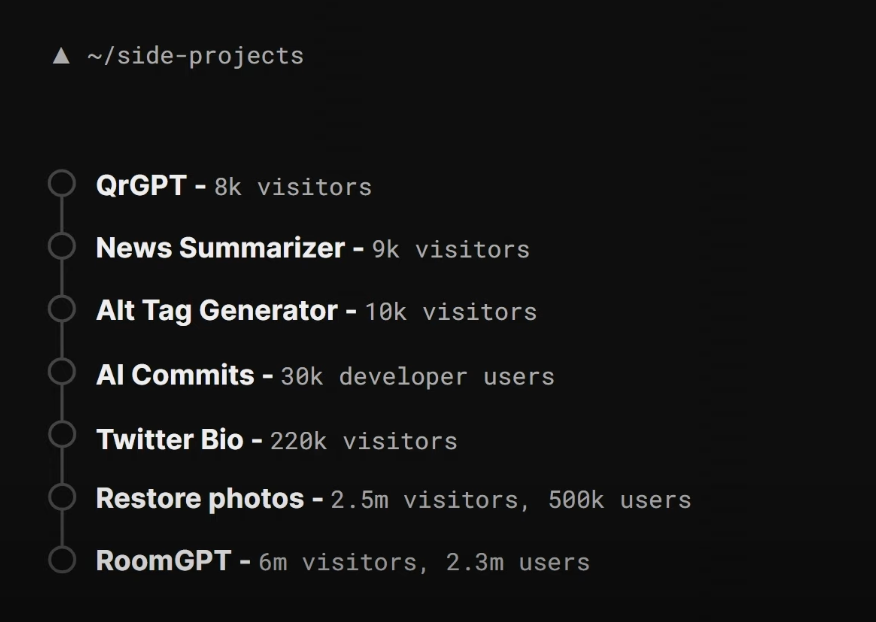 ▲ ~/side-projects
QrGPT - 8k visitors
News Summarizer - 9k visitors
Alt Tag Generator - 10k visitors
AI Commits - 30k developer users
Twitter Bio - 220k visitors
Restore photos - 2.5m visitors, 500k users
RoomGPT - 6m visitors, 2.3m users